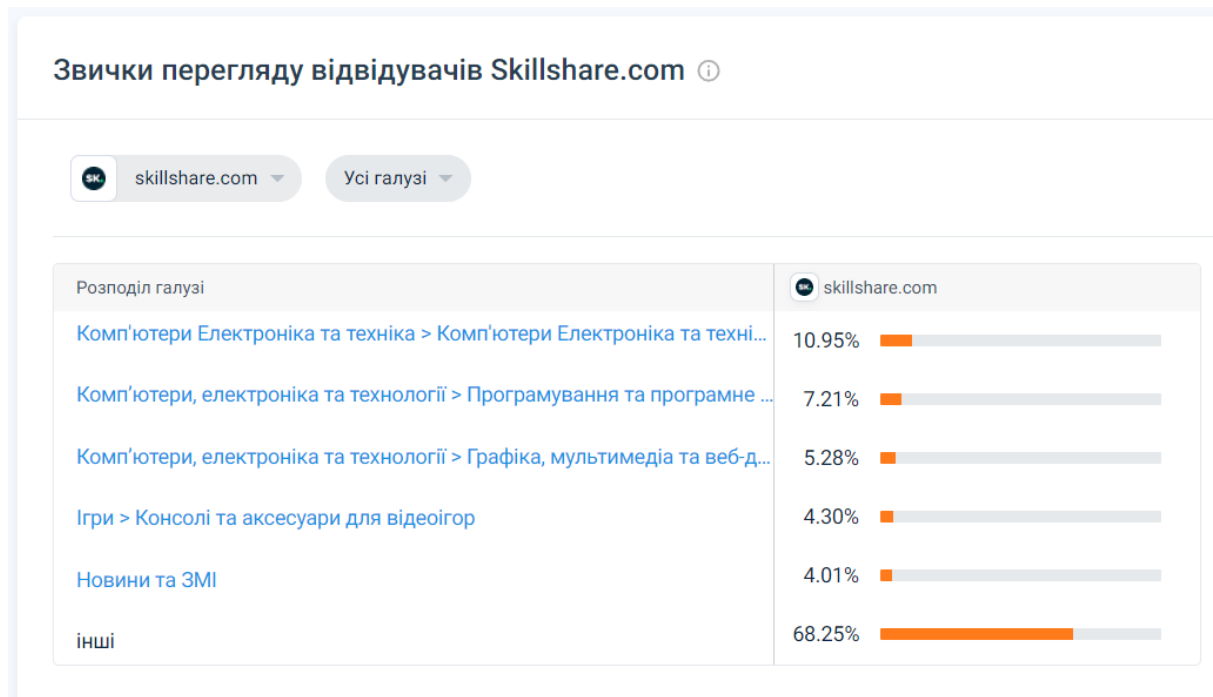 Звички перегляду відвідувачів Skillshare.com
SK. skillshare.com Усі галузі
Розподіл галузі SK. skillshare.com
Комп'ютери Електроніка та техніка > Комп'ютери Електроніка та техні... 10.95%
Комп’ютери, електроніка та технології > Програмування та програмне ... 7.21%
Комп’ютери, електроніка та технології > Графіка, мультимедіа та веб-д... 5.28%
Ігри > Консолі та аксесуари для відеоігор 4.30%
Новини та ЗМІ 4.01%
інші 68.25%